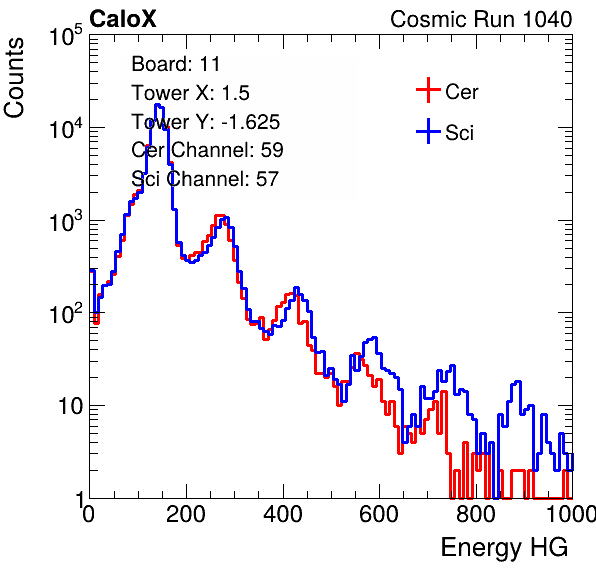 CaloX Cosmic Run 1040
Counts
10^5
10^4
10^3
10^2
10
1
Board: 11
Tower X: 1.5
Tower Y: -1.625
Cer Channel: 59
Sci Channel: 57
Cer
Sci
0 200 400 600 800 1000
Energy HG